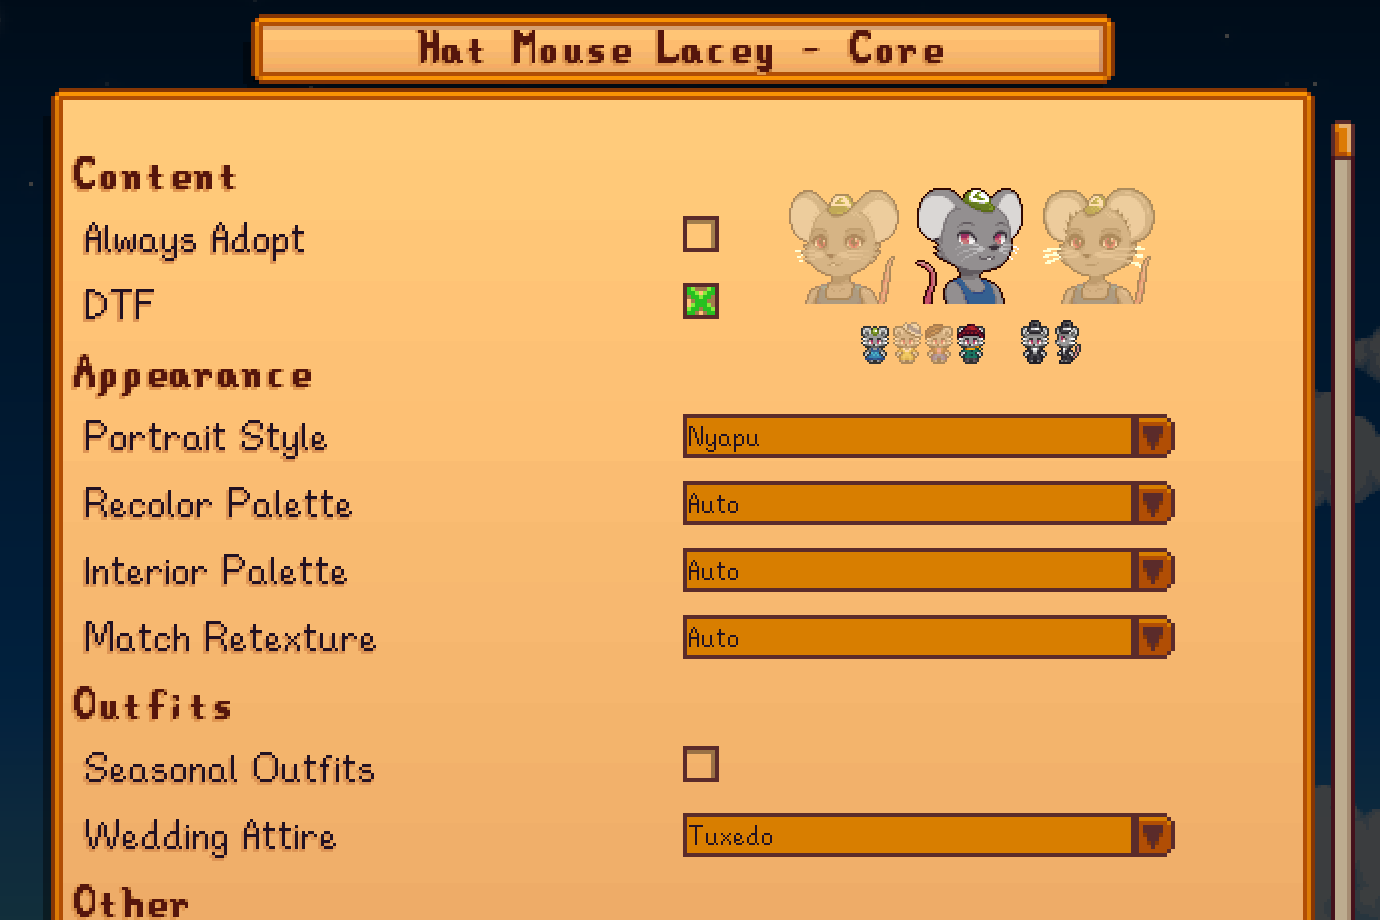 Hat Mouse Lacey - Core
Content
Always Adopt
DTF
Appearance
Portrait Style
Nyapu
Recolor Palette
Auto
Interior Palette
Auto
Match Retexture
Auto
Outfits
Seasonal Outfits
Wedding Attire
Tuxedo
Other